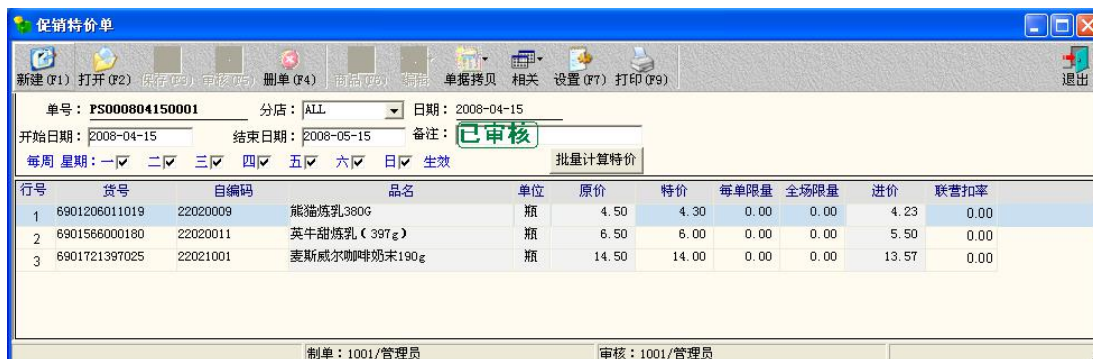 促销特价单
新建(F1) 打开(F2) 保存(F3) 审核(F5) 删单(F4) 单据拷贝 相关 设置(F7) 打印(F9) 退出
单号： PS000804150001 分店： ALL 日期： 2008-04-15
开始日期： 2008-04-15 结束日期： 2008-05-15 备注： 已审核
每周 星期：一 二 三 四 五 六 日 生效 批量计算特价
行号 货号 自编码 品名 单位 原价 特价 每单限量 全场限量 进价 联营扣率
1 6901206011019 22020009 熊猫炼乳380G 瓶 4.50 4.30 0.00 0.00 4.23 0.00
2 6901566000180 22020011 英牛甜炼乳（397g） 瓶 6.50 6.00 0.00 0.00 5.50 0.00
3 6901721397025 22021001 麦斯威尔咖啡奶末190g 瓶 14.50 14.00 0.00 0.00 13.57 0.00
制单：1001/管理员 审核：1001/管理员